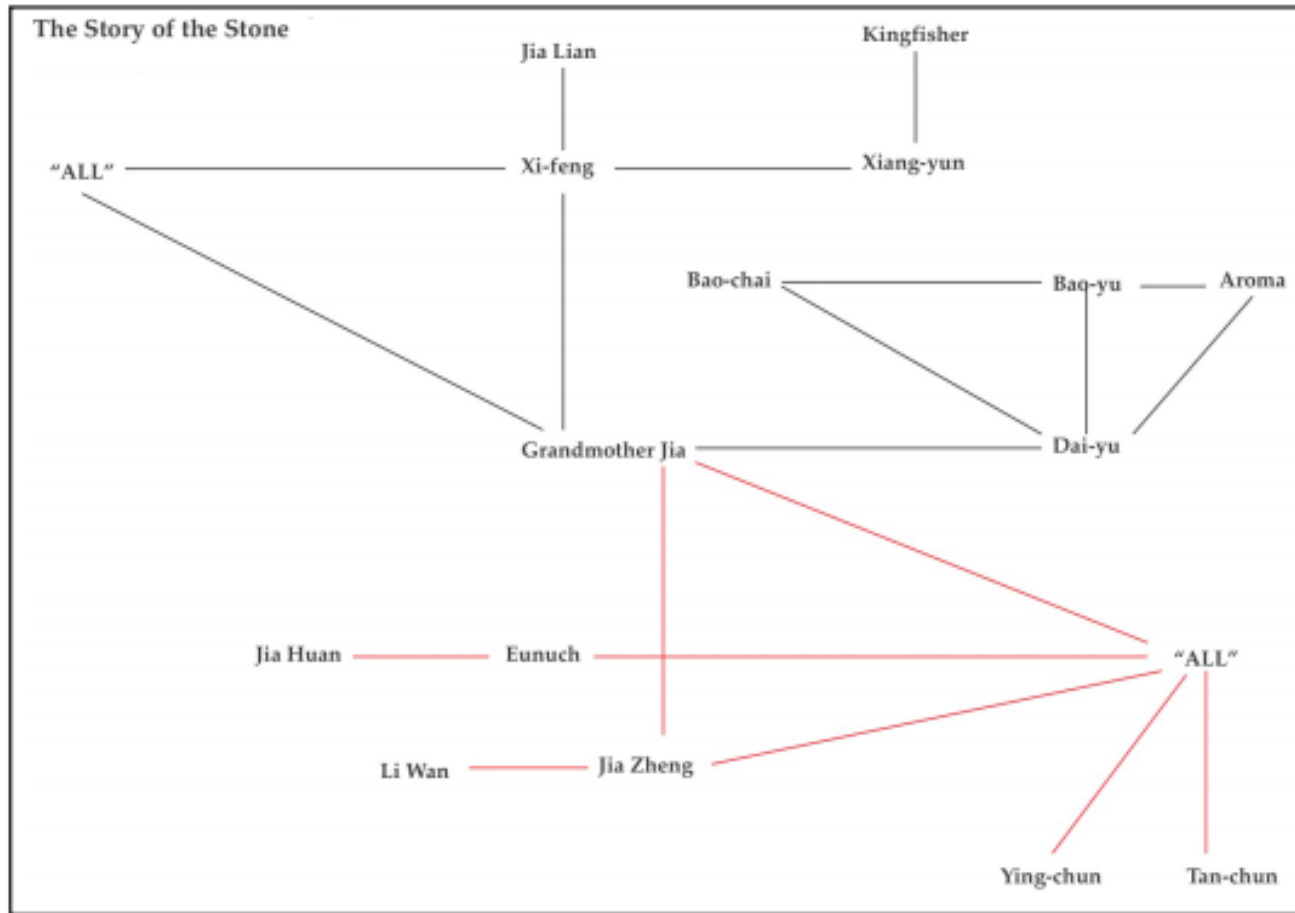 The Story of the Stone
Kingfisher
Jia Lian
“ALL”
Xi-feng
Xiang-yun
Bao-chai
Bao-yu
Aroma
Grandmother Jia
Dai-yu
Jia Huan
Eunuch
“ALL”
Li Wan
Jia Zheng
Ying-chun
Tan-chun